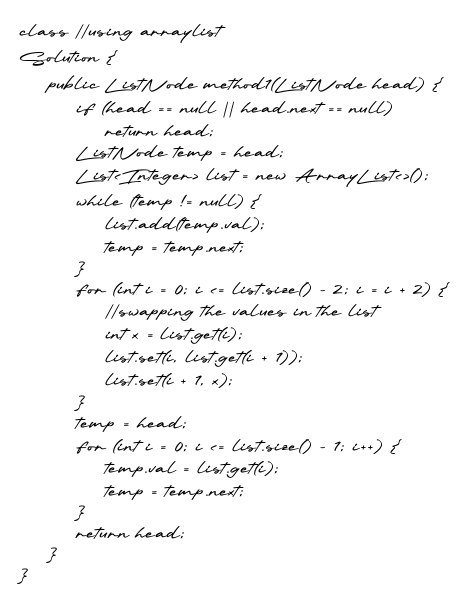 class //using arraylist
Solution {
public ListNode method1(ListNode head) {
if (head == null || head.next == null)
return head;
ListNode temp = head;
List<Integer> list = new ArrayList<>();
while (temp != null) {
list.add(temp.val);
temp = temp.next;
}
for (int i = 0; i <= list.size() - 2; i = i + 2) {
//swapping the values in the list
int x = list.get(i);
list.set(i, list.get(i + 1));
list.set(i + 1, x);
}
temp = head;
for (int i = 0; i <= list.size() - 1; i++) {
temp.val = list.get(i);
temp = temp.next;
}
return head;
}
}